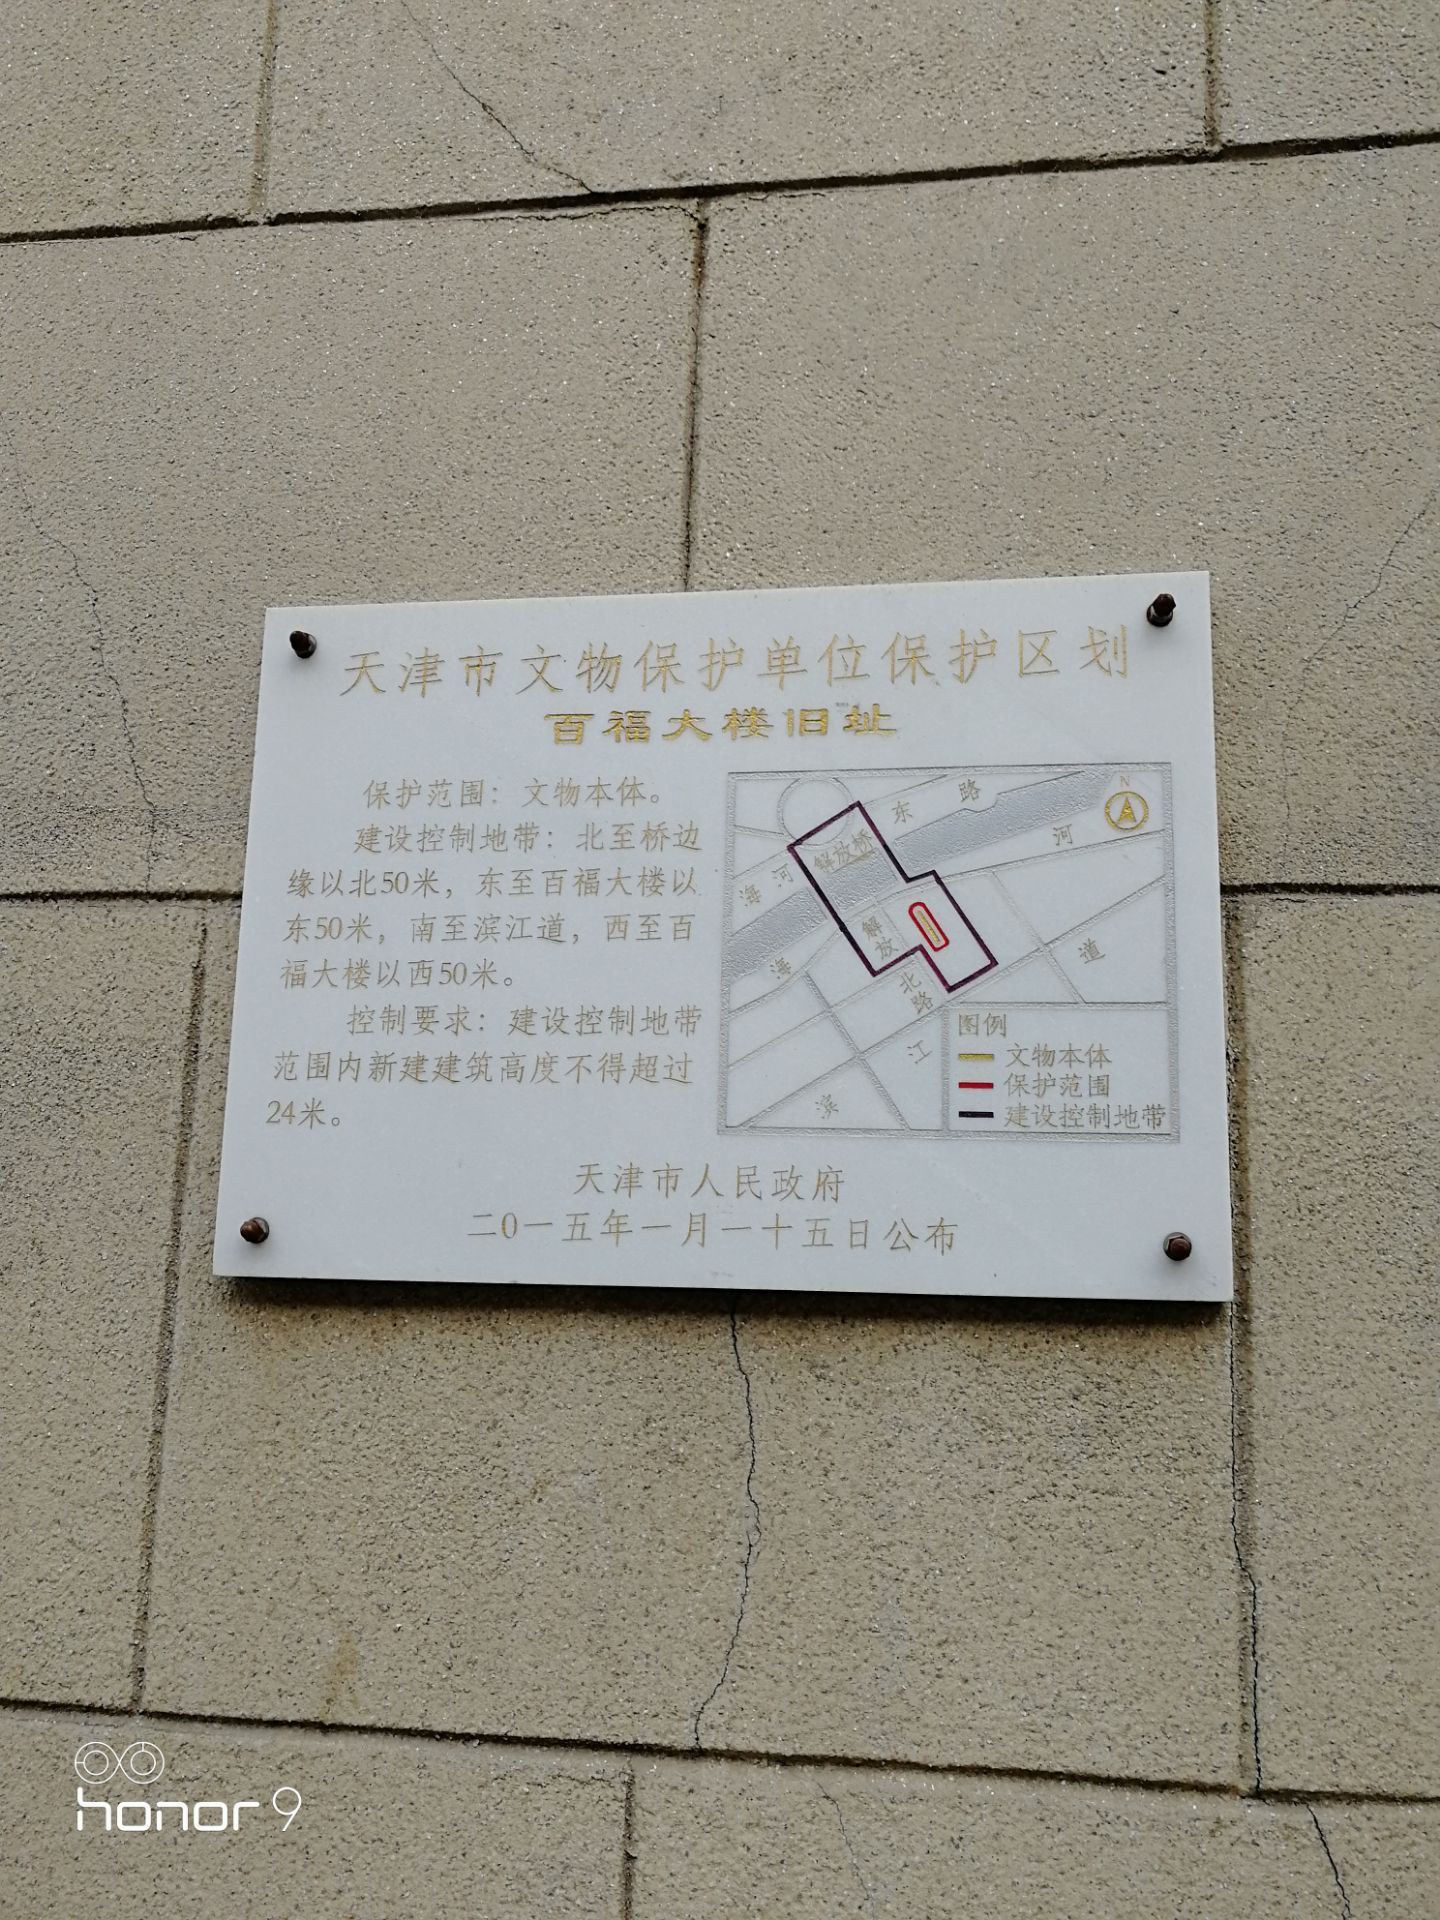 天津市文物保护单位保护区划
百福大楼旧址
保护范围：文物本体。
建设控制地带：北至桥边
缘以北50米，东至百福大楼以
东50米，南至滨江道，西至百
福大楼以西50米。
控制要求：建设控制地带
范围内新建建筑高度不得超过
24米。
N
东路
海河
解放桥
海河
解放北路
滨江道
图例
文物本体
保护范围
建设控制地带
天津市人民政府
二0一五年一月一十五日公布
honor 9